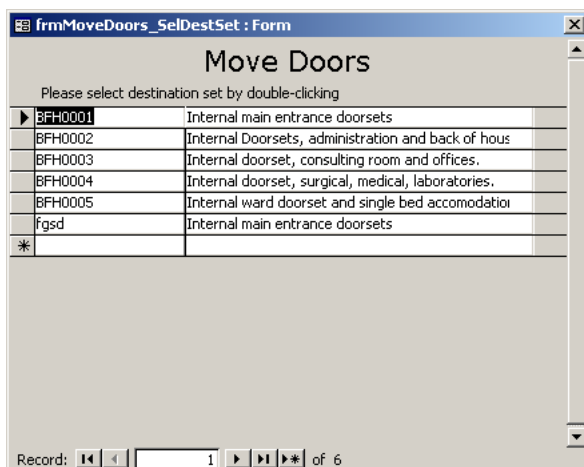 frmMoveDoors_SelDestSet : Form
Move Doors
Please select destination set by double-clicking
BFH0001 Internal main entrance doorsets
BFH0002 Internal Doorsets, administration and back of hous
BFH0003 Internal doorset, consulting room and offices.
BFH0004 Internal doorset, surgical, medical, laboratories.
BFH0005 Internal ward doorset and single bed accomodation
fgsd Internal main entrance doorsets
Record: 1 of 6